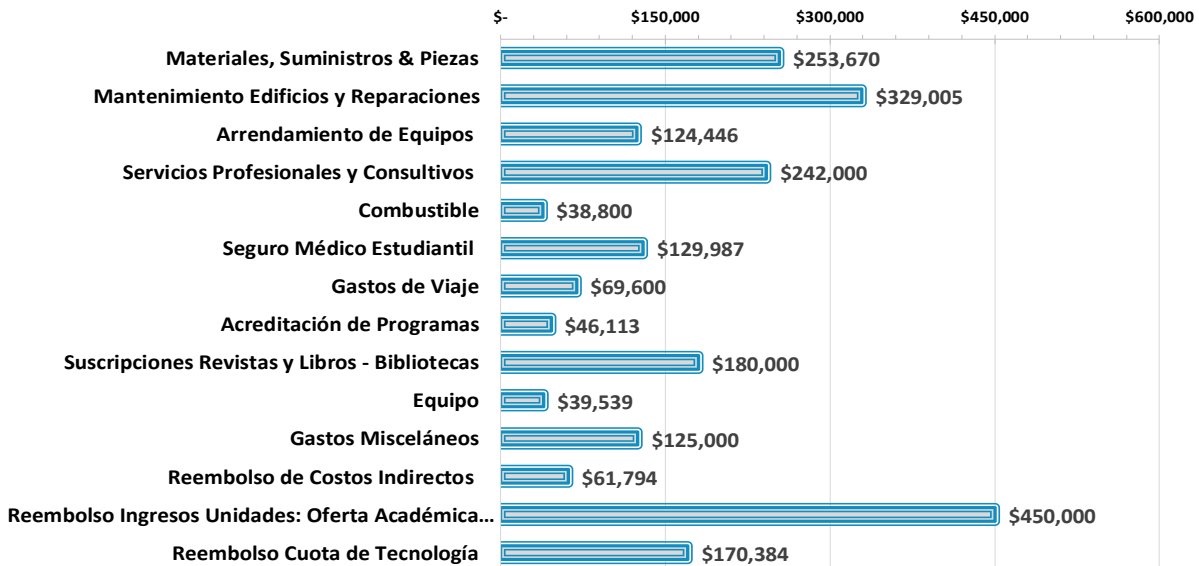 $- $150,000 $300,000 $450,000 $600,000
Materiales, Suministros & Piezas $253,670
Mantenimiento Edificios y Reparaciones $329,005
Arrendamiento de Equipos $124,446
Servicios Profesionales y Consultivos $242,000
Combustible $38,800
Seguro Médico Estudiantil $129,987
Gastos de Viaje $69,600
Acreditación de Programas $46,113
Suscripciones Revistas y Libros - Bibliotecas $180,000
Equipo $39,539
Gastos Misceláneos $125,000
Reembolso de Costos Indirectos $61,794
Reembolso Ingresos Unidades: Oferta Académica... $450,000
Reembolso Cuota de Tecnología $170,384